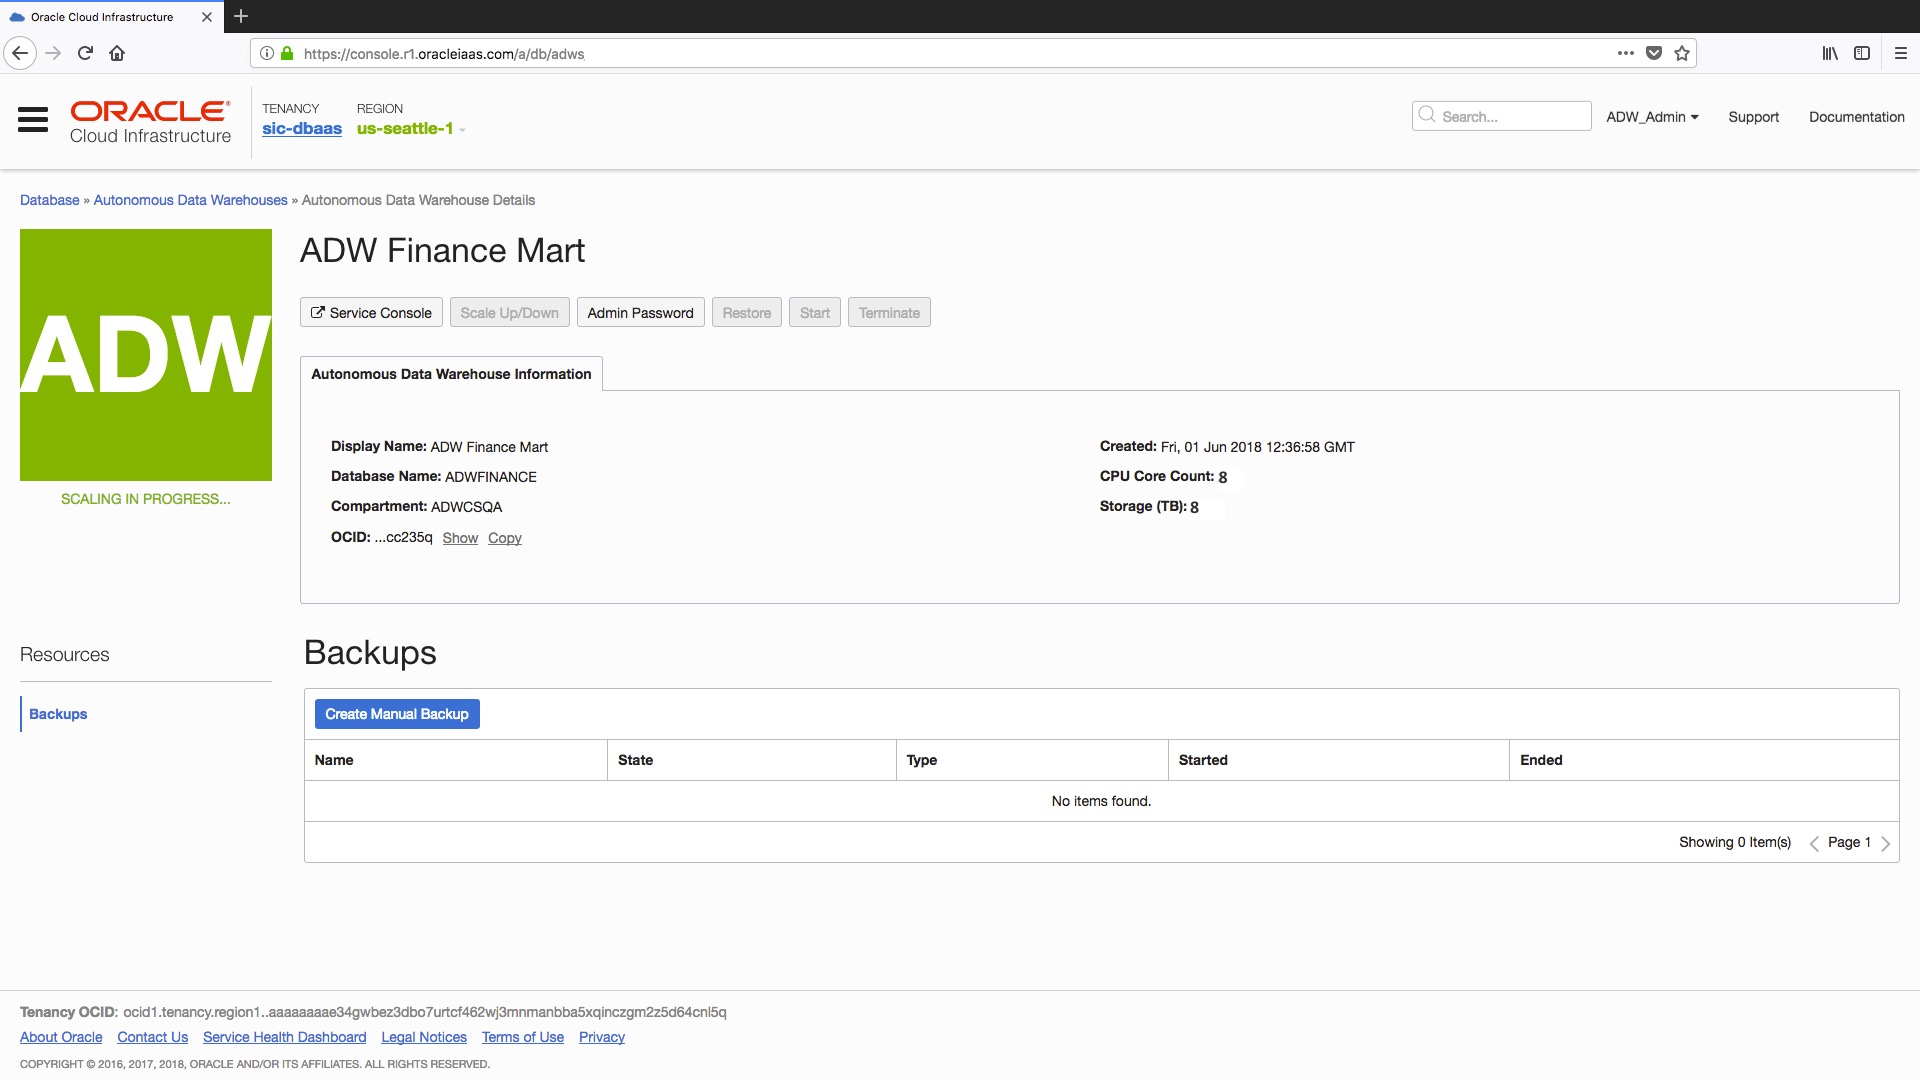 Oracle Cloud Infrastructure
https://console.r1.oracleiaas.com/a/db/adws
ORACLE
Cloud Infrastructure
TENANCY
sic-dbaas
REGION
us-seattle-1
Search...
ADW_Admin
Support
Documentation
Database » Autonomous Data Warehouses » Autonomous Data Warehouse Details
ADW
SCALING IN PROGRESS...
ADW Finance Mart
Service Console
Scale Up/Down
Admin Password
Restore
Start
Terminate
Autonomous Data Warehouse Information
Display Name: ADW Finance Mart
Database Name: ADWFINANCE
Compartment: ADWCSQA
OCID: ...cc235q Show Copy
Created: Fri, 01 Jun 2018 12:36:58 GMT
CPU Core Count: 8
Storage (TB): 8
Resources
Backups
Backups
Create Manual Backup
Name State Type Started Ended
No items found.
Showing 0 Item(s) Page 1
Tenancy OCID: ocid1.tenancy.region1..aaaaaaaae34gwbez3dbo7urtcf462wj3mnmanbba5xqinczgm2z5d64cnl5q
About Oracle Contact Us Service Health Dashboard Legal Notices Terms of Use Privacy
COPYRIGHT © 2016, 2017, 2018, ORACLE AND/OR ITS AFFILIATES. ALL RIGHTS RESERVED.